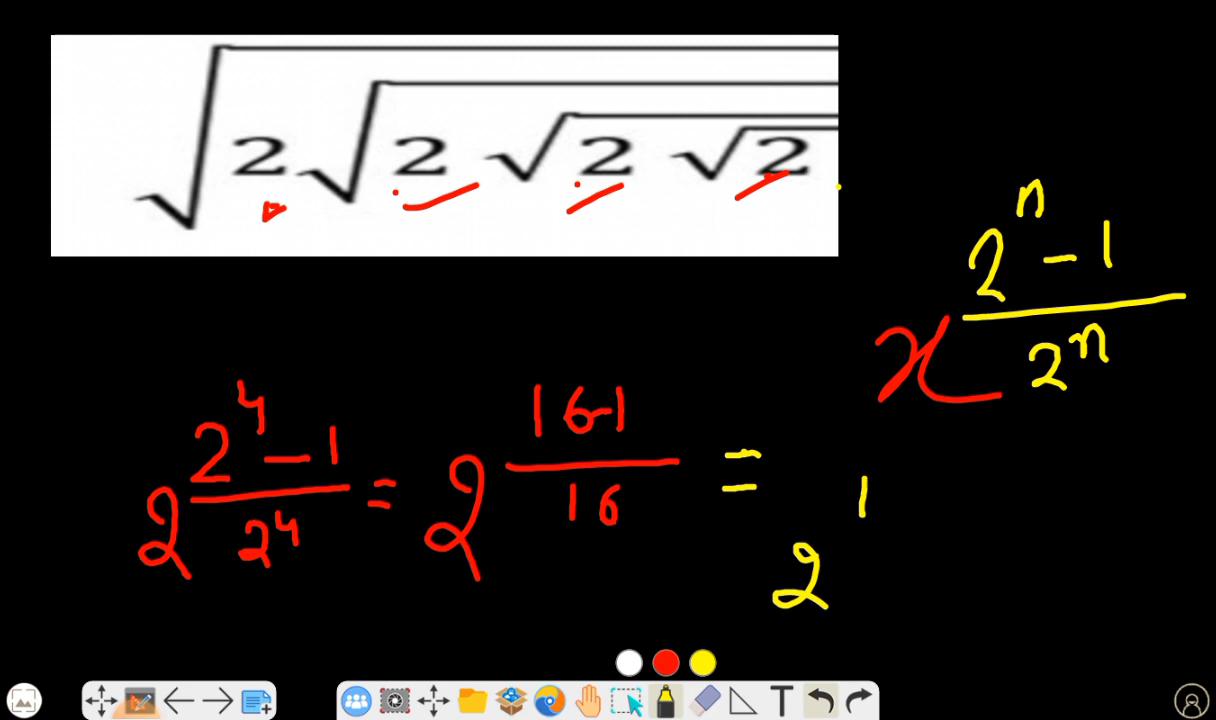 √2√2√2√2
x^(2^n - 1)/(2^n)
2^(2^4 - 1)/(2^4) = 2^(16-1)/(16) =
2^1
T